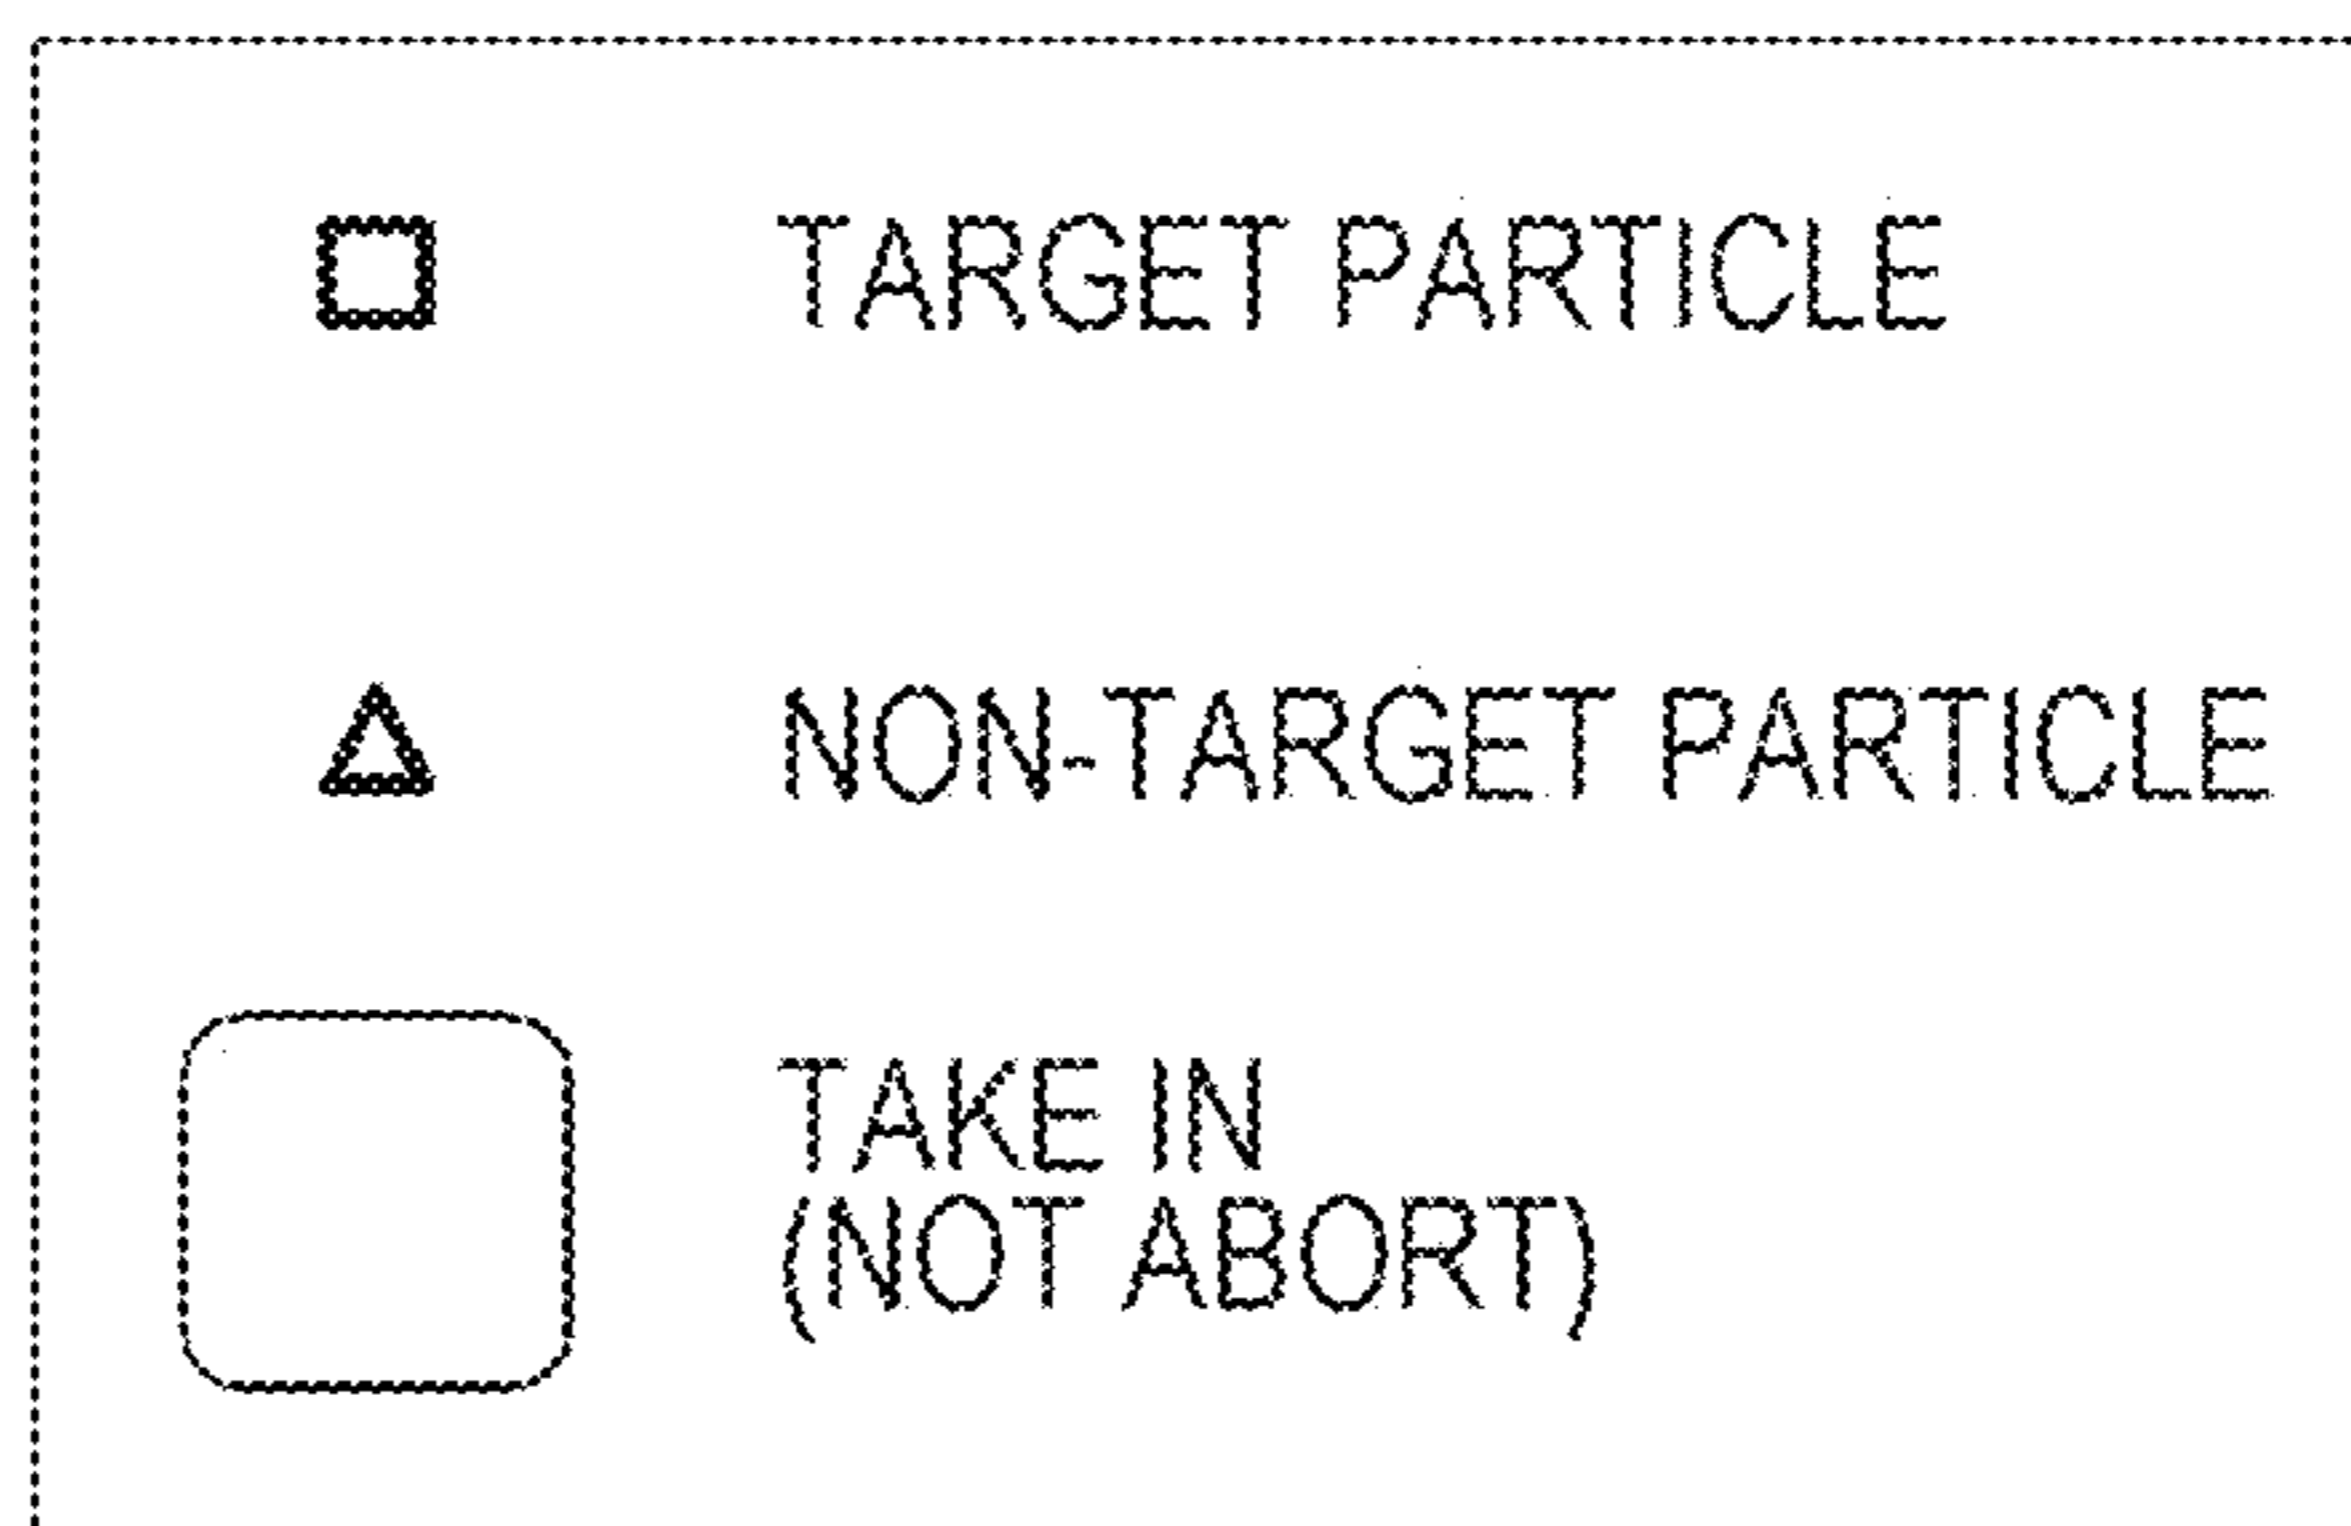 TARGET PARTICLE
NON-TARGET PARTICLE
TAKE IN
(NOT ABORT)